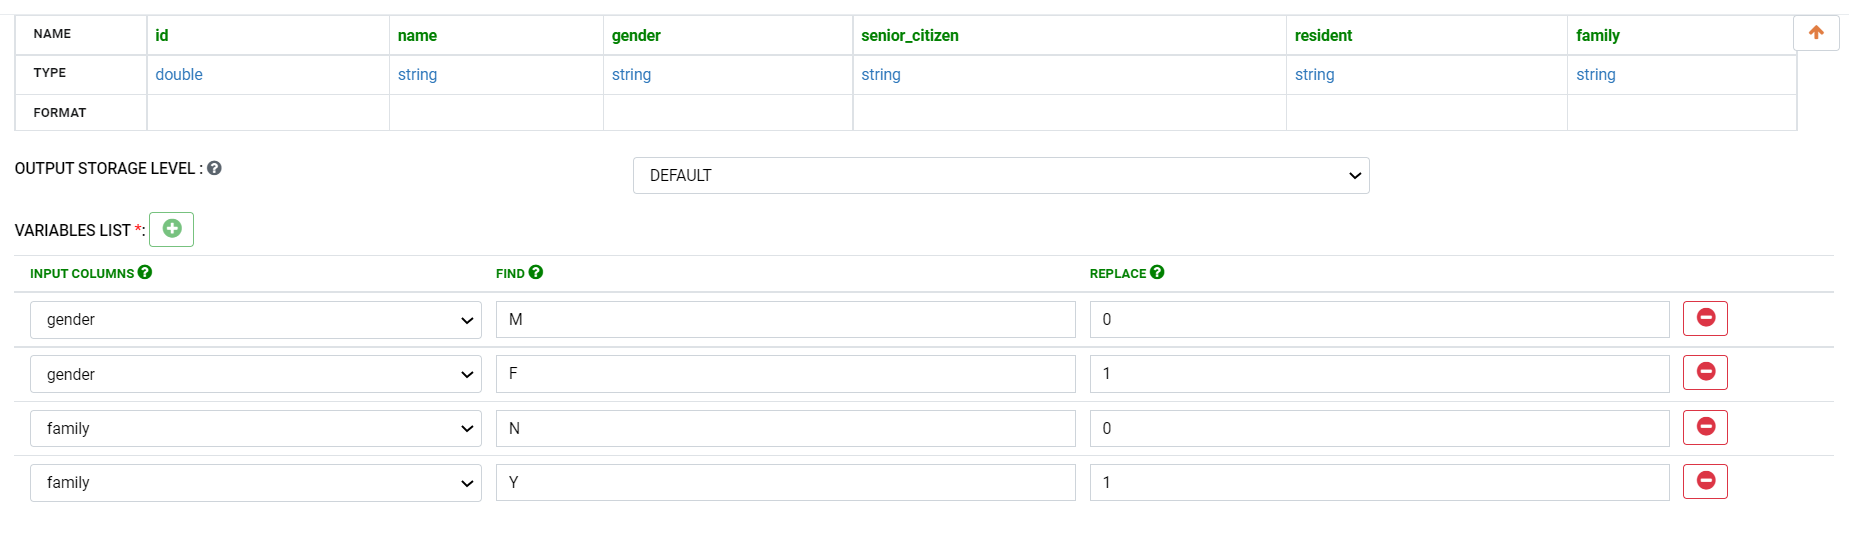 NAME id name gender senior_citizen resident family
TYPE double string string string string string
FORMAT
OUTPUT STORAGE LEVEL :
DEFAULT
VARIABLES LIST *:
INPUT COLUMNS FIND REPLACE
gender M 0
gender F 1
family N 0
family Y 1